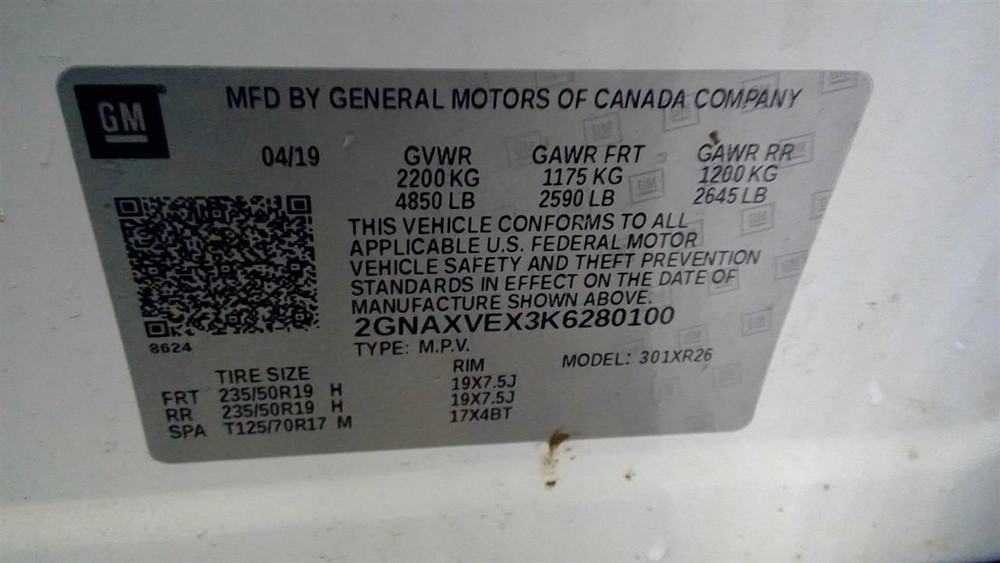 GM
MFD BY GENERAL MOTORS OF CANADA COMPANY
04/19 GVWR GAWR FRT GAWR RR
2200 KG 1175 KG 1200 KG
4850 LB 2590 LB 2645 LB
THIS VEHICLE CONFORMS TO ALL
APPLICABLE U.S. FEDERAL MOTOR
VEHICLE SAFETY AND THEFT PREVENTION
STANDARDS IN EFFECT ON THE DATE OF
MANUFACTURE SHOWN ABOVE.
2GNAXVEX3K6280100
8624
TYPE: M.P.V. MODEL: 301XR26
TIRE SIZE RIM
FRT 235/50R19 H 19X7.5J
RR 235/50R19 H 19X7.5J
SPA T125/70R17 M 17X4BT